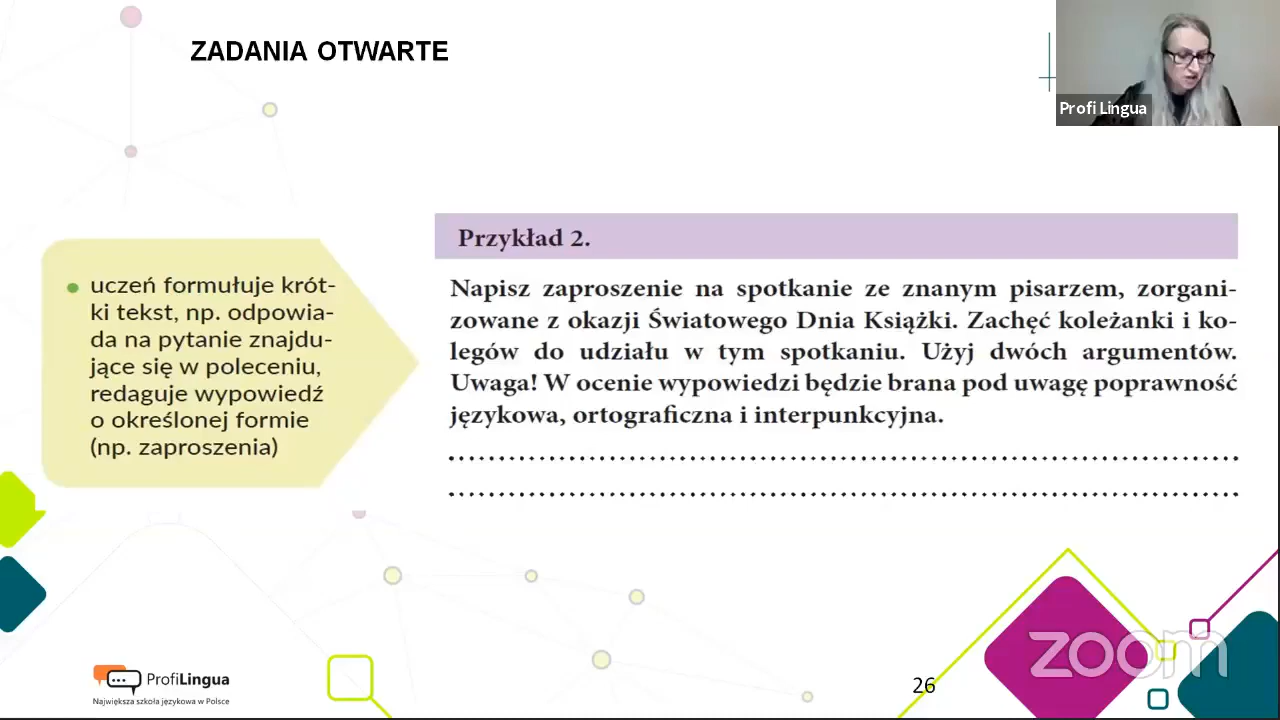 ZADANIA OTWARTE
Profi Lingua
Przykład 2.
uczeń formułuje krót-
ki tekst, np. odpowia-
da na pytanie znajdu-
jące się w poleceniu,
redaguje wypowiedź
o określonej formie
(np. zaproszenia)
Napisz zaproszenie na spotkanie ze znanym pisarzem, zorgani-
zowane z okazji Światowego Dnia Książki. Zachęć koleżanki i ko-
legów do udziału w tym spotkaniu. Użyj dwóch argumentów.
Uwaga! W ocenie wypowiedzi będzie brana pod uwagę poprawność
językowa, ortograficzna i interpunkcyjna.
ProfiLingua
Największa szkoła językowa w Polsce
26
zoom